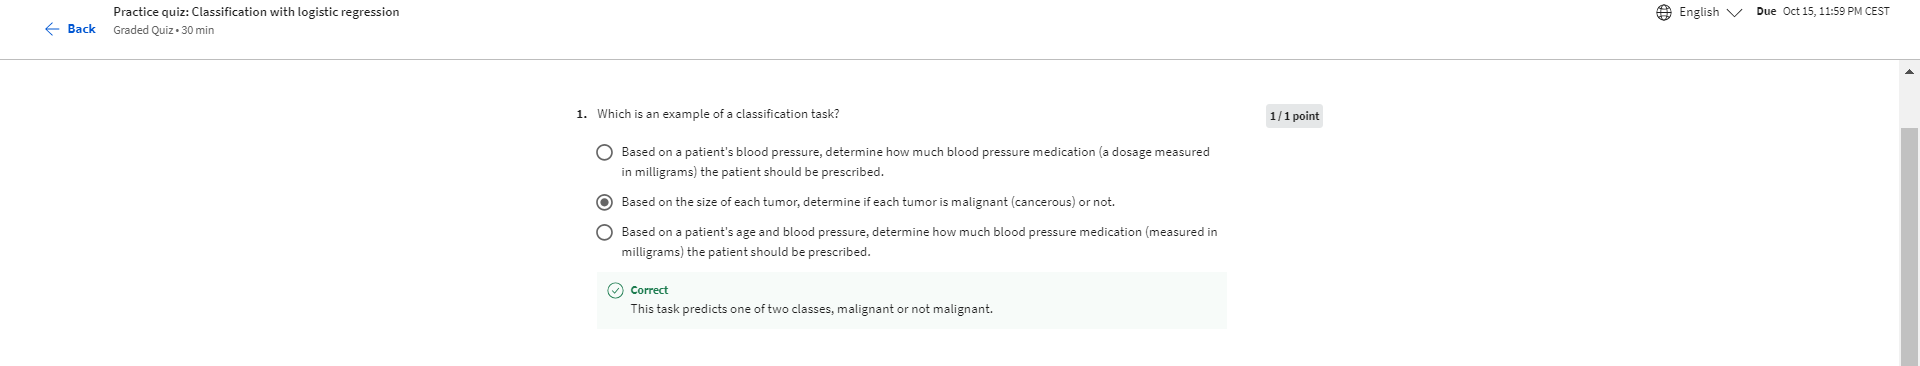 Practice quiz: Classification with logistic regression
Back
Graded Quiz • 30 min
English
Due Oct 15, 11:59 PM CEST
1. Which is an example of a classification task?
1 / 1 point
Based on a patient's blood pressure, determine how much blood pressure medication (a dosage measured
in milligrams) the patient should be prescribed.
Based on the size of each tumor, determine if each tumor is malignant (cancerous) or not.
Based on a patient's age and blood pressure, determine how much blood pressure medication (measured in
milligrams) the patient should be prescribed.
Correct
This task predicts one of two classes, malignant or not malignant.